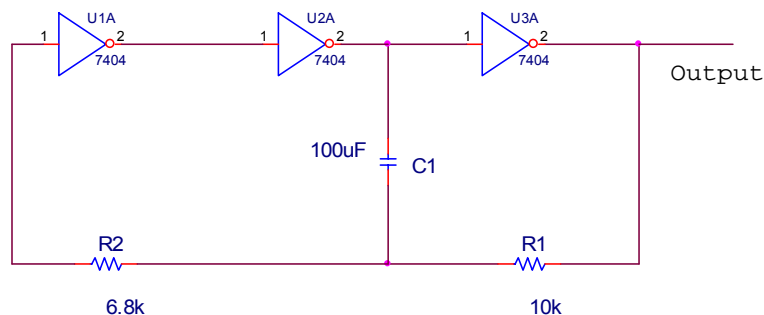 U1A U2A U3A
1 2 1 2 1 2
7404 7404 7404
Output
100uF C1
R2 R1
6.8k 10k